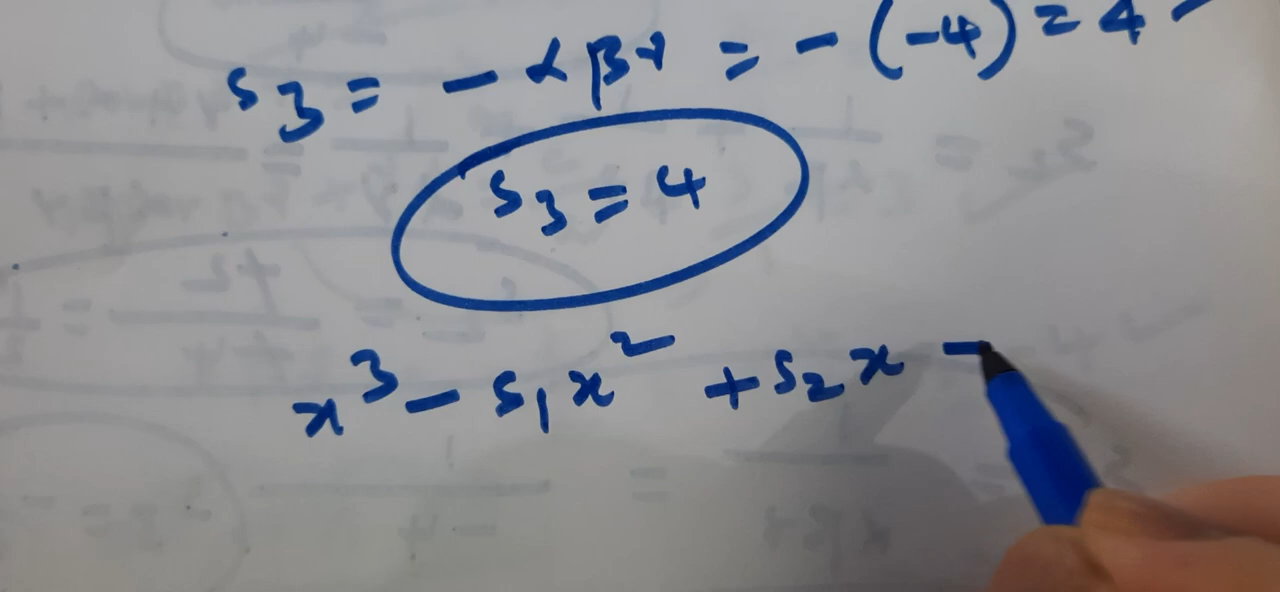 s3 = - αβγ = - (-4) = 4
s3 = 4
x³ - s1x² + s2x -